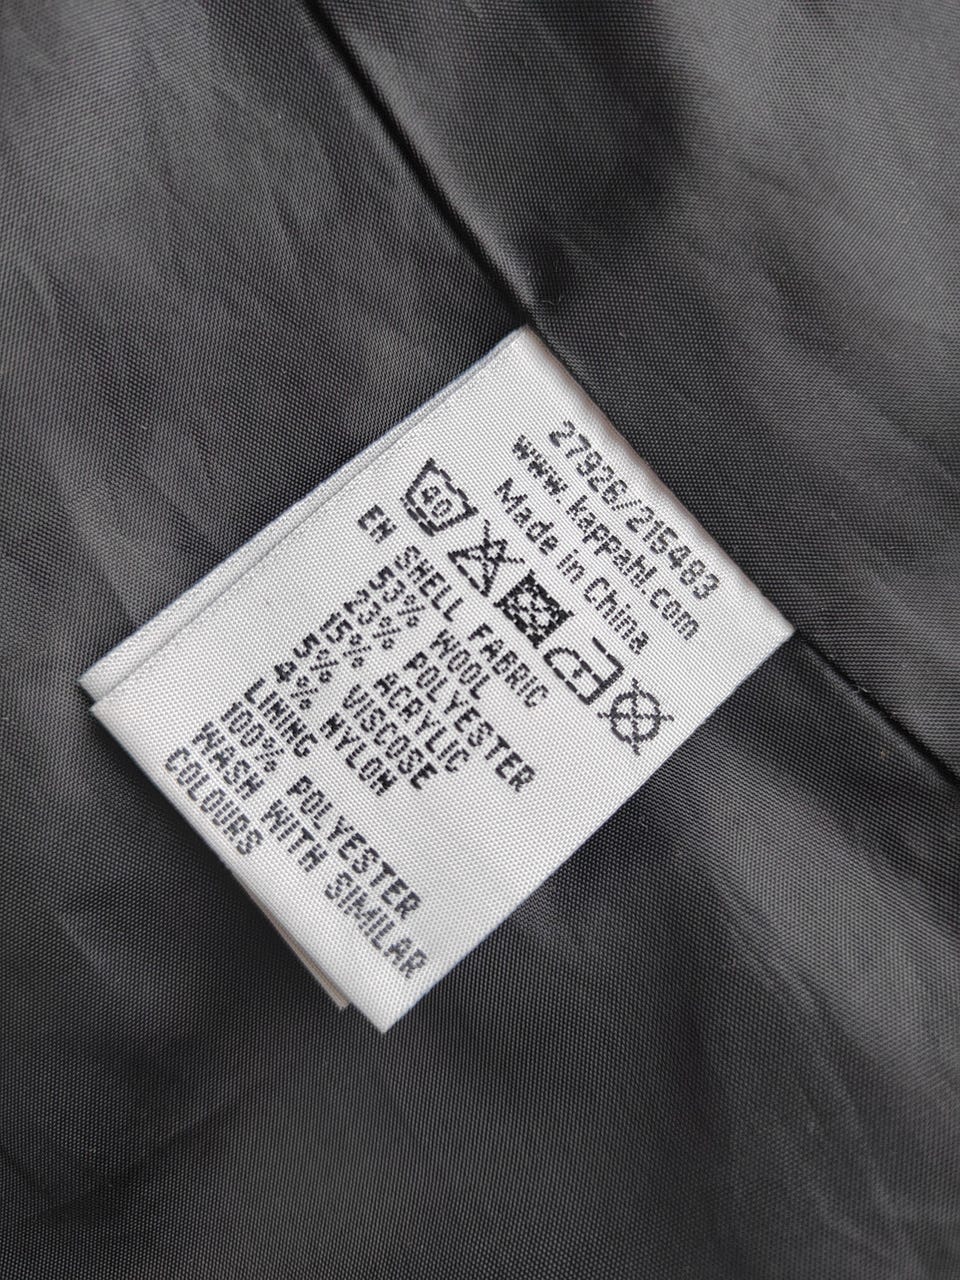 27926/215483
www.kappahl.com
Made in China
40
EN SHELL FABRIC
53% WOOL
23% POLYESTER
15% ACRYLIC
5% VISCOSE
4% NYLON
LINING
100% POLYESTER
WASH WITH SIMILAR
COLOURS